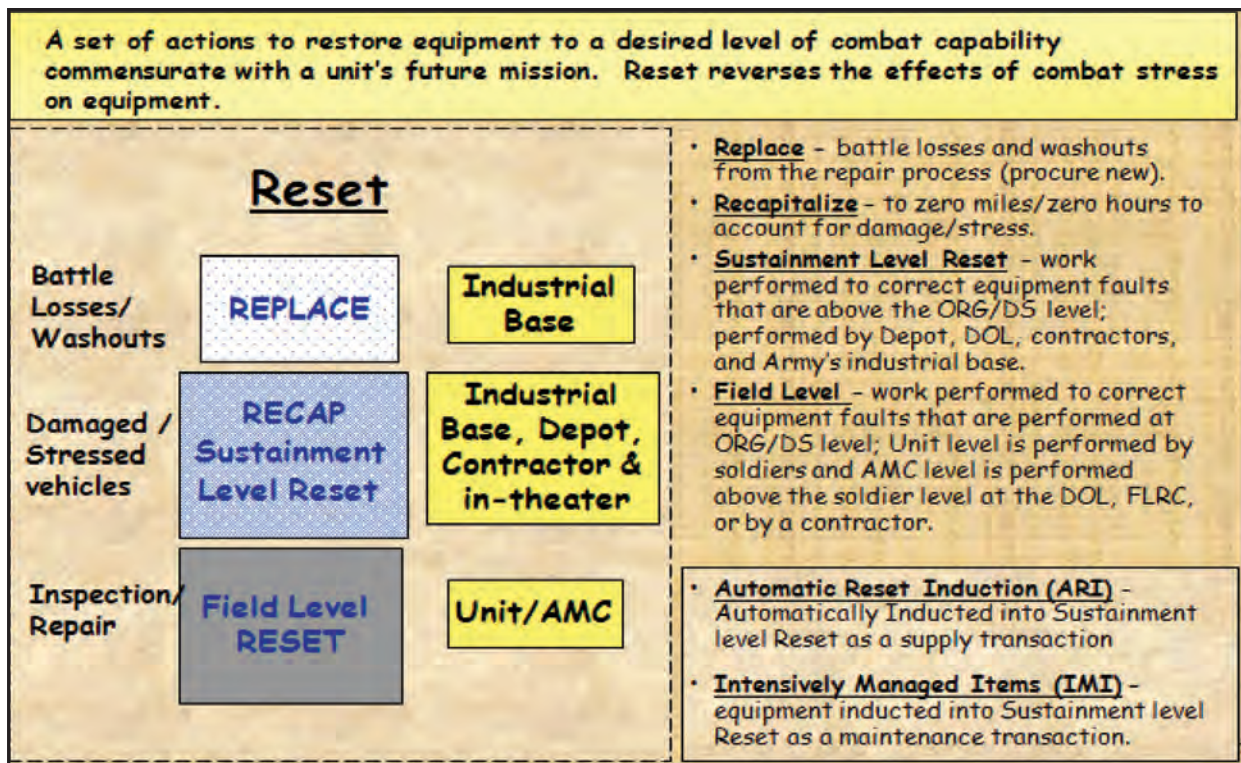 A set of actions to restore equipment to a desired level of combat capability
commensurate with a unit's future mission.  Reset reverses the effects of combat stress
on equipment.
Reset
Battle
Losses/
Washouts
REPLACE
Industrial
Base
Damaged /
Stressed
vehicles
RECAP
Sustainment
Level Reset
Industrial
Base, Depot,
Contractor &
in-theater
Inspection/
Repair
Field Level
RESET
Unit/AMC
• Replace – battle losses and washouts
from the repair process (procure new).
• Recapitalize – to zero miles/zero hours to
account for damage/stress.
• Sustainment Level Reset – work
performed to correct equipment faults
that are above the ORG/DS level;
performed by Depot, DOL, contractors,
and Army's industrial base.
• Field Level – work performed to correct
equipment faults that are performed at
ORG/DS level; Unit level is performed by
soldiers and AMC level is performed
above the soldier level at the DOL, FLRC,
or by a contractor.
• Automatic Reset Induction (ARI) –
Automatically Inducted into Sustainment
level Reset as a supply transaction
• Intensively Managed Items (IMI) –
equipment inducted into Sustainment level
Reset as a maintenance transaction.